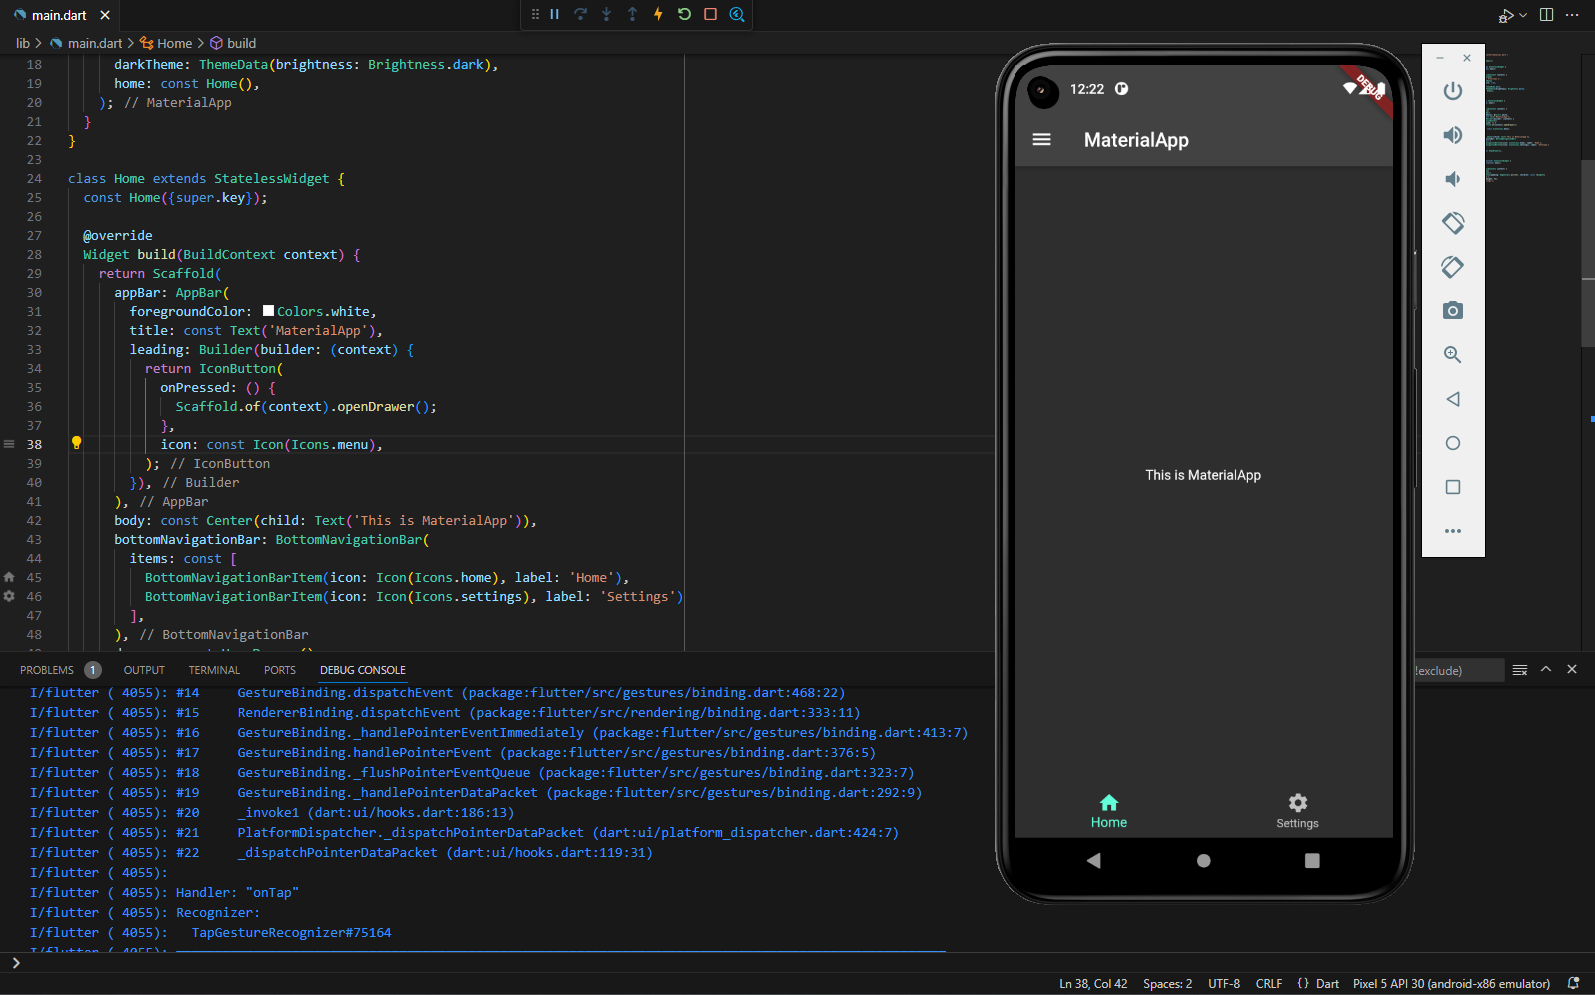 main.dart
lib > main.dart > Home > build
18 darkTheme: ThemeData(brightness: Brightness.dark),
19 home: const Home(),
20 ); // MaterialApp
21 }
22 }
23
24 class Home extends StatelessWidget {
25 const Home({super.key});
26
27 @override
28 Widget build(BuildContext context) {
29 return Scaffold(
30 appBar: AppBar(
31 foregroundColor: Colors.white,
32 title: const Text('MaterialApp'),
33 leading: Builder(builder: (context) {
34 return IconButton(
35 onPressed: () {
36 Scaffold.of(context).openDrawer();
37 },
38 icon: const Icon(Icons.menu),
39 ); // IconButton
40 }), // Builder
41 ), // AppBar
42 body: const Center(child: Text('This is MaterialApp')),
43 bottomNavigationBar: BottomNavigationBar(
44 items: const [
45 BottomNavigationBarItem(icon: Icon(Icons.home), label: 'Home'),
46 BottomNavigationBarItem(icon: Icon(Icons.settings), label: 'Settings')
47 ],
48 ), // BottomNavigationBar
PROBLEMS 1 OUTPUT TERMINAL PORTS DEBUG CONSOLE
!exclude)
I/flutter ( 4055): #14 GestureBinding.dispatchEvent (package:flutter/src/gestures/binding.dart:468:22)
I/flutter ( 4055): #15 RendererBinding.dispatchEvent (package:flutter/src/rendering/binding.dart:333:11)
I/flutter ( 4055): #16 GestureBinding._handlePointerEventImmediately (package:flutter/src/gestures/binding.dart:413:7)
I/flutter ( 4055): #17 GestureBinding.handlePointerEvent (package:flutter/src/gestures/binding.dart:376:5)
I/flutter ( 4055): #18 GestureBinding._flushPointerEventQueue (package:flutter/src/gestures/binding.dart:323:7)
I/flutter ( 4055): #19 GestureBinding._handlePointerDataPacket (package:flutter/src/gestures/binding.dart:292:9)
I/flutter ( 4055): #20 _invoke1 (dart:ui/hooks.dart:186:13)
I/flutter ( 4055): #21 PlatformDispatcher._dispatchPointerDataPacket (dart:ui/platform_dispatcher.dart:424:7)
I/flutter ( 4055): #22 _dispatchPointerDataPacket (dart:ui/hooks.dart:119:31)
I/flutter ( 4055):
I/flutter ( 4055): Handler: "onTap"
I/flutter ( 4055): Recognizer:
I/flutter ( 4055): TapGestureRecognizer#75164
12:22
DEBUG
MaterialApp
This is MaterialApp
Home
Settings
Ln 38, Col 42 Spaces: 2 UTF-8 CRLF {} Dart Pixel 5 API 30 (android-x86 emulator)